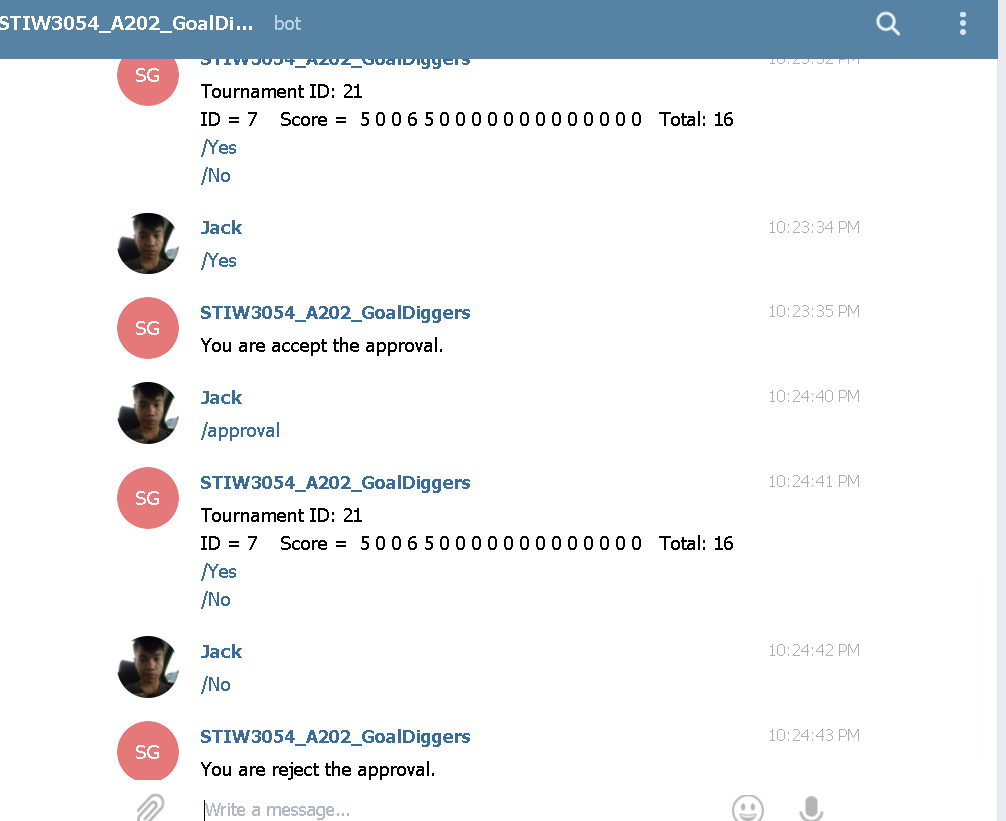 STIW3054_A202_GoalDi... bot
STIW3054_A202_GoalDiggers 10:23:32 PM
SG
Tournament ID: 21
ID = 7 Score = 5 0 0 6 5 0 0 0 0 0 0 0 0 0 0 0 0 0 Total: 16
/Yes
/No
Jack 10:23:34 PM
/Yes
STIW3054_A202_GoalDiggers 10:23:35 PM
SG
You are accept the approval.
Jack 10:24:40 PM
/approval
STIW3054_A202_GoalDiggers 10:24:41 PM
SG
Tournament ID: 21
ID = 7 Score = 5 0 0 6 5 0 0 0 0 0 0 0 0 0 0 0 0 0 Total: 16
/Yes
/No
Jack 10:24:42 PM
/No
STIW3054_A202_GoalDiggers 10:24:43 PM
SG
You are reject the approval.
Write a message...